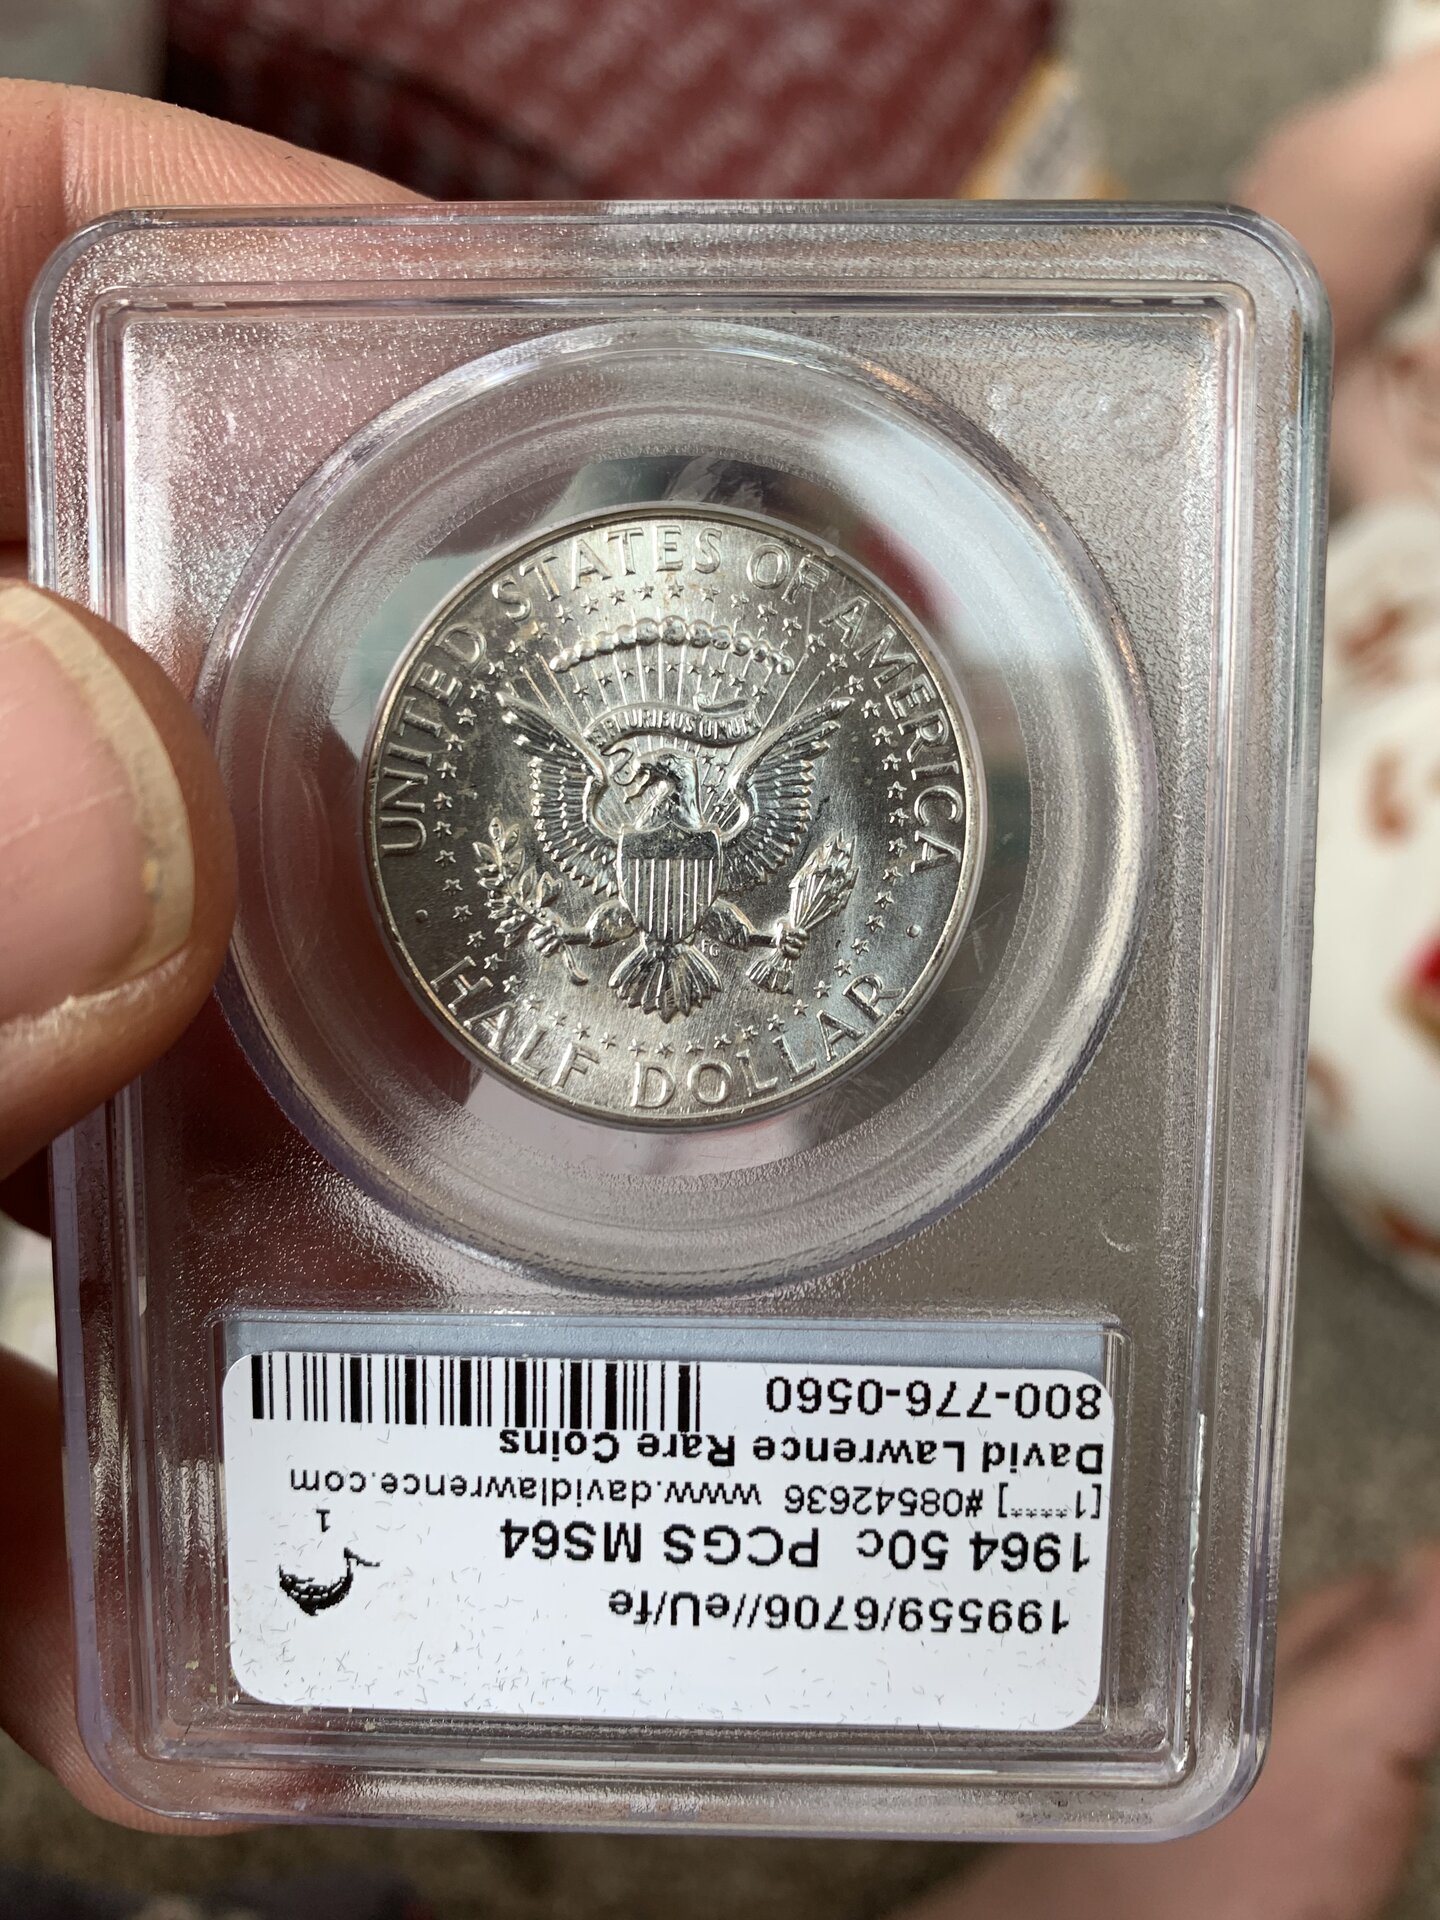 UNITED STATES OF AMERICA
PLURIBUS UNUM
FG
HALF DOLLAR
199559/6706//eU/fe
1964 50c PCGS MS64
1
[1****] #08542636 www.davidlawrence.com
David Lawrence Rare Coins
800-776-0560